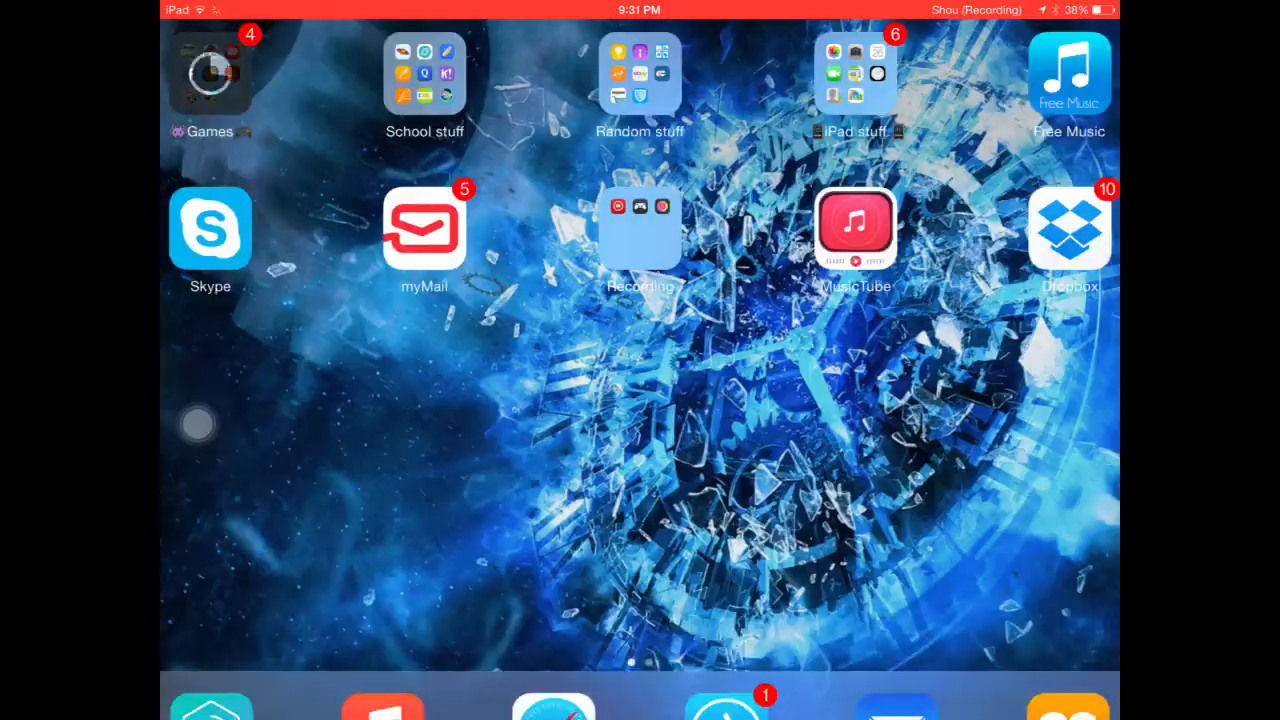 iPad 9:31 PM Shou (Recording) 38%
4 6
Games School stuff Random stuff iPad stuff Free Music
Free Music
5 10
Skype myMail Recording MusicTube Dropbox
1